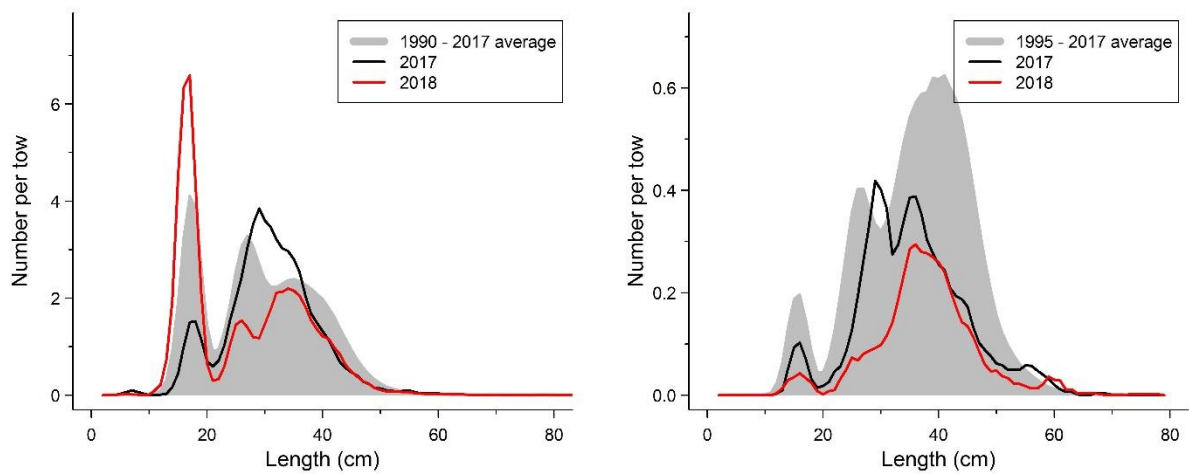 1990 - 2017 average
2017
2018
Number per tow
6
4
2
0
0 20 40 60 80
Length (cm)
1995 - 2017 average
2017
2018
Number per tow
0.6
0.4
0.2
0.0
0 20 40 60 80
Length (cm)